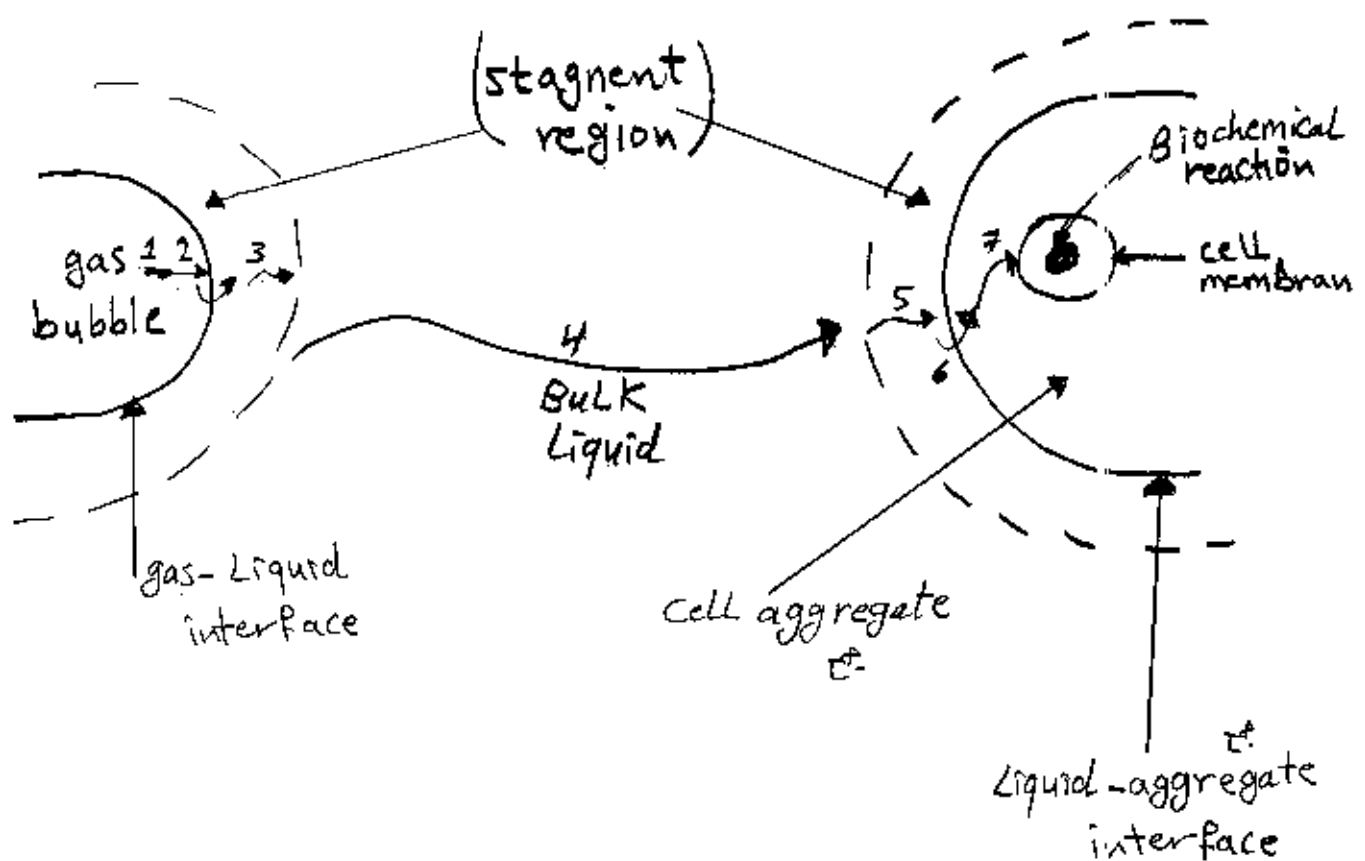 (stagnent
region)
Biochemical
reaction
gas
bubble
1
2
3
4
Bulk
Liquid
5
6
7
cell
membran
gas-Liquid
interface
cell aggregate
Liquid-aggregate
interface